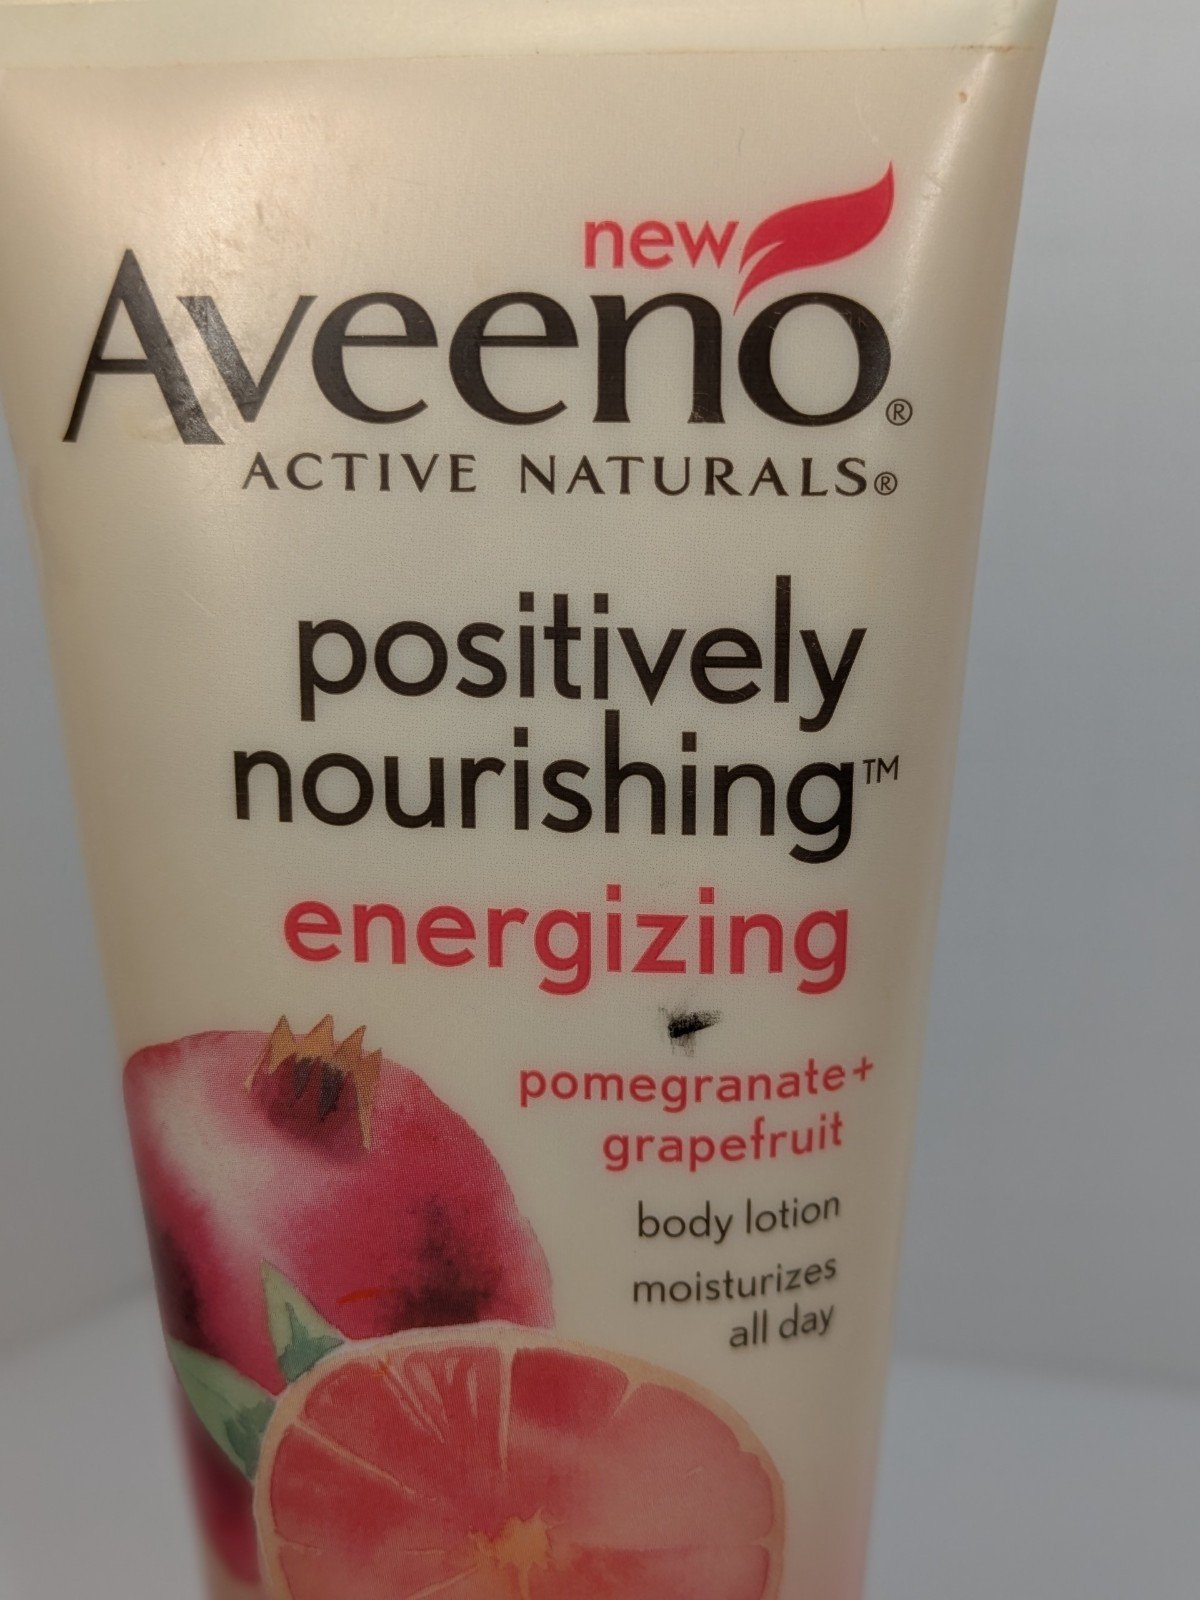 new
Aveeno®
ACTIVE NATURALS®
positively
nourishing™
energizing
pomegranate+
grapefruit
body lotion
moisturizes
all day